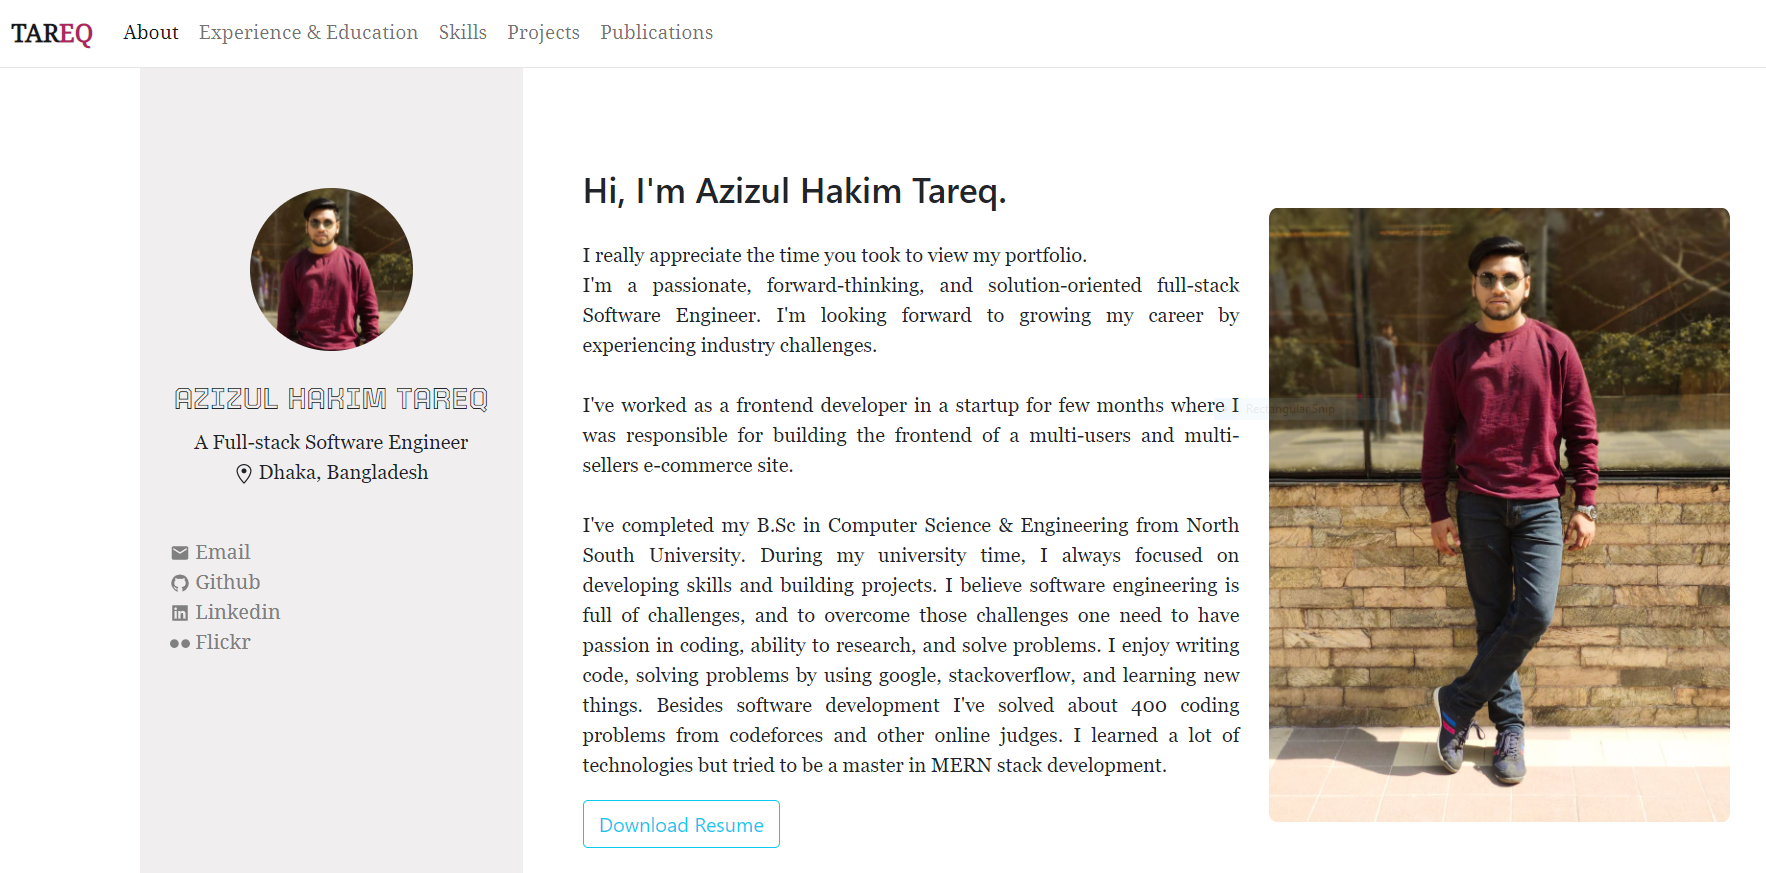 TAREQ About Experience & Education Skills Projects Publications
AZIZUL HAKIM TAREQ
A Full-stack Software Engineer
Dhaka, Bangladesh
Email
Github
Linkedin
Flickr
Hi, I'm Azizul Hakim Tareq.
I really appreciate the time you took to view my portfolio.
I'm a passionate, forward-thinking, and solution-oriented full-stack
Software Engineer. I'm looking forward to growing my career by
experiencing industry challenges.
I've worked as a frontend developer in a startup for few months where I
was responsible for building the frontend of a multi-users and multi-
sellers e-commerce site.
I've completed my B.Sc in Computer Science & Engineering from North
South University. During my university time, I always focused on
developing skills and building projects. I believe software engineering is
full of challenges, and to overcome those challenges one need to have
passion in coding, ability to research, and solve problems. I enjoy writing
code, solving problems by using google, stackoverflow, and learning new
things. Besides software development I've solved about 400 coding
problems from codeforces and other online judges. I learned a lot of
technologies but tried to be a master in MERN stack development.
Download Resume
Rectangular Snip